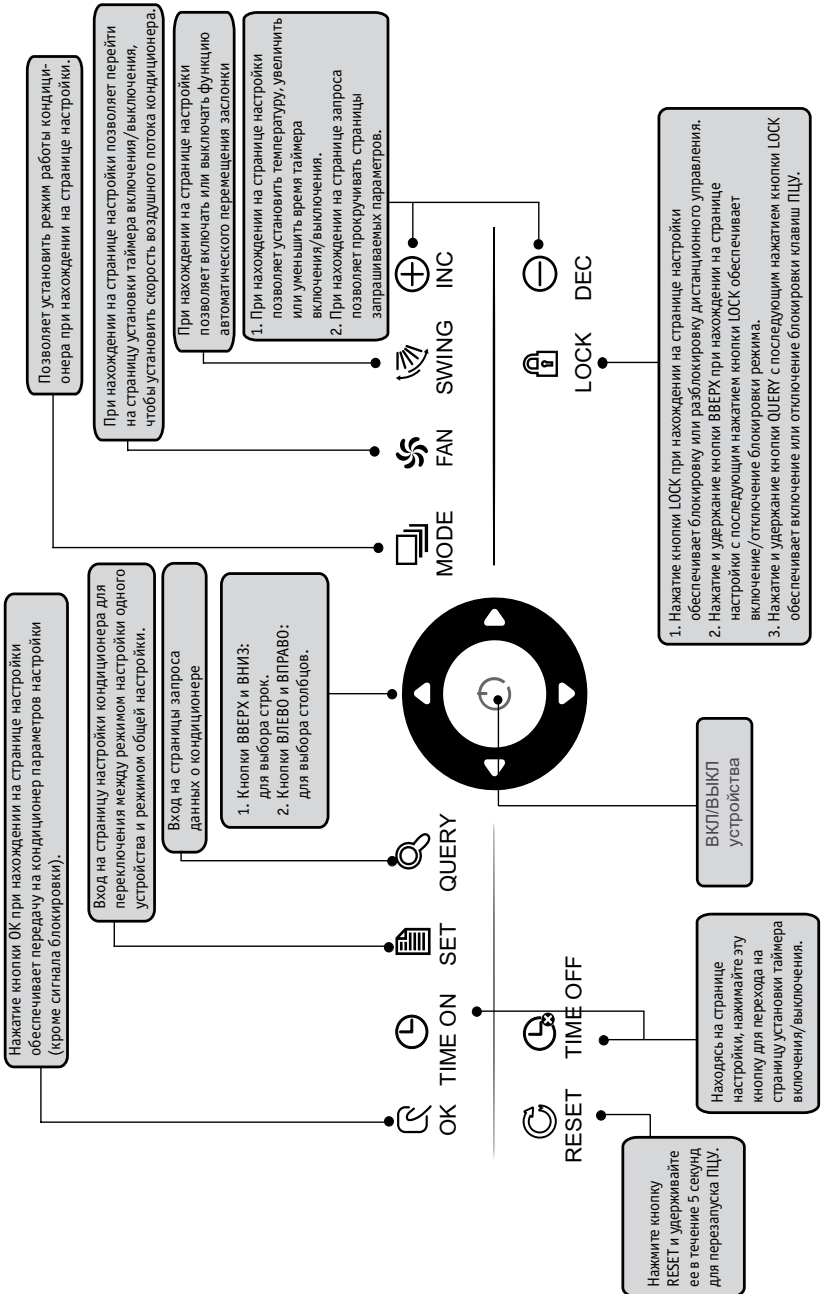 Нажатие кнопки OK при нахождении на странице настройки
обеспечивает передачу на кондиционер параметров настройки
(кроме сигнала блокировки).
Вход на страницу настройки кондиционера для
переключения между режимом настройки одного
устройства и режимом общей настройки.
Вход на страницы запроса
данных о кондиционере
1. Кнопки ВВЕРХ и ВНИЗ:
для выбора строк.
2. Кнопки ВЛЕВО и ВПРАВО:
для выбора столбцов.
Позволяет установить режим работы кондици-
онера при нахождении на странице настройки.
При нахождении на странице настройки позволяет перейти
на страницу установки таймера включения/выключения,
чтобы установить скорость воздушного потока кондиционера.
При нахождении на странице настройки
позволяет включать или выключать функцию
автоматического перемещения заслонки
1. При нахождении на странице настройки
позволяет установить температуру, увеличить
или уменьшить время таймера
включения/выключения.
2. При нахождении на странице запроса
позволяет прокручивать страницы
запрашиваемых параметров.
OK
TIME ON
SET
QUERY
MODE
FAN
SWING
INC
RESET
TIME OFF
LOCK
DEC
Нажмите кнопку
RESET и удерживайте
ее в течение 5 секунд
для перезапуска ПЦУ.
Находясь на странице
настройки, нажимайте эту
кнопку для перехода на
страницу установки таймера
включения/выключения.
ВКЛ/ВЫКЛ
устройства
1. Нажатие кнопки LOCK при нахождении на странице настройки
обеспечивает блокировку или разблокировку дистанционного управления.
2. Нажатие и удержание кнопки ВВЕРХ при нахождении на странице
настройки с последующим нажатием кнопки LOCK обеспечивает
включение/отключение блокировки режима.
3. Нажатие и удержание кнопки QUERY с последующим нажатием кнопки LOCK
обеспечивает включение или отключение блокировки клавиш ПЦУ.